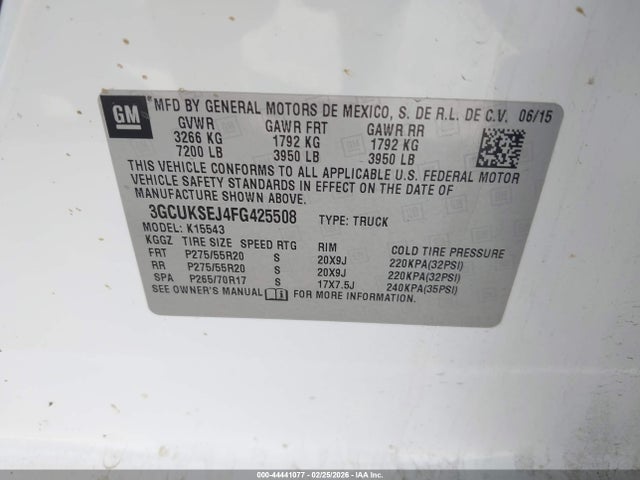 GM
MFD BY GENERAL MOTORS DE MEXICO, S. DE R.L. DE C.V. 06/15
GVWR GAWR FRT GAWR RR
3266 KG 1792 KG 1792 KG
7200 LB 3950 LB 3950 LB
THIS VEHICLE CONFORMS TO ALL APPLICABLE U.S. FEDERAL MOTOR
VEHICLE SAFETY STANDARDS IN EFFECT ON THE DATE OF
MANUFACTURE SHOWN ABOVE.
3GCUKSEJ4FG425508 TYPE: TRUCK
MODEL: K15543
KGGZ TIRE SIZE SPEED RTG RIM COLD TIRE PRESSURE
FRT P275/55R20 S 20X9J 220KPA(32PSI)
RR P275/55R20 S 20X9J 220KPA(32PSI)
SPA P265/70R17 S 17X7.5J 240KPA(35PSI)
SEE OWNER'S MANUAL FOR MORE INFORMATION.
000-44441077 - 02/25/2026 - IAAI.CA